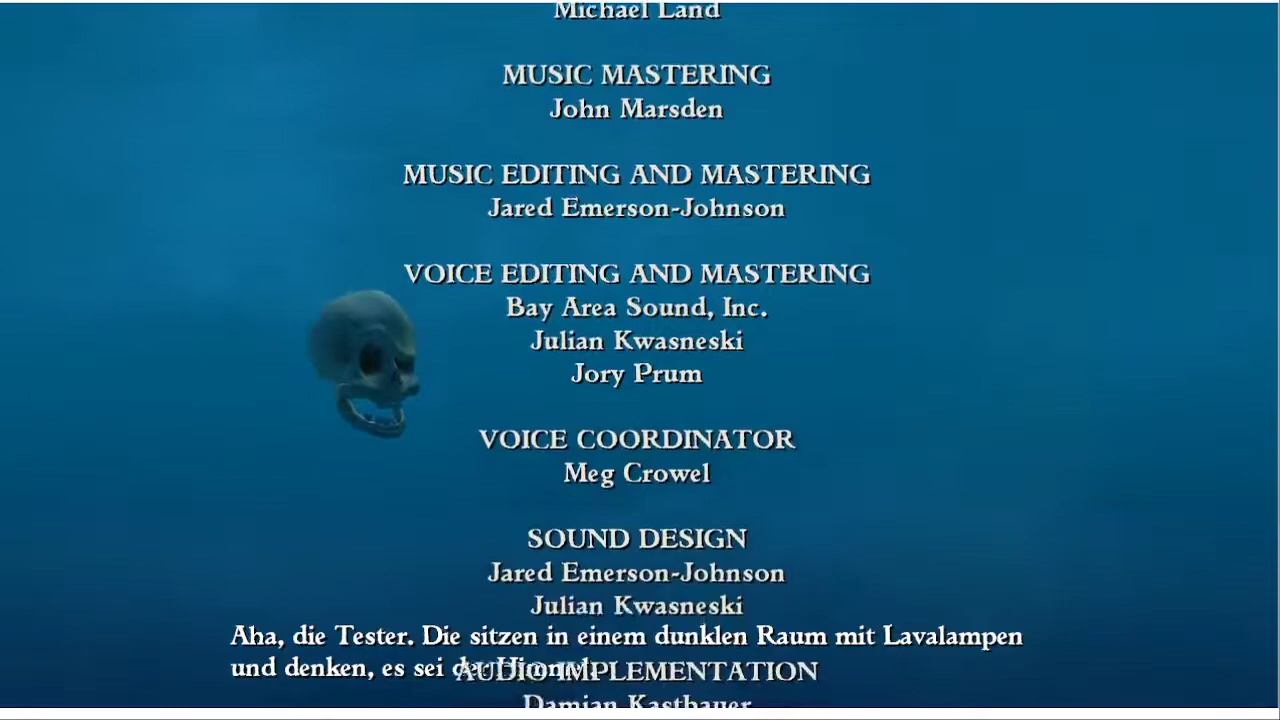 Michael Land
MUSIC MASTERING
John Marsden
MUSIC EDITING AND MASTERING
Jared Emerson-Johnson
VOICE EDITING AND MASTERING
Bay Area Sound, Inc.
Julian Kwasneski
Jory Prum
VOICE COORDINATOR
Meg Crowel
SOUND DESIGN
Jared Emerson-Johnson
Julian Kwasneski
Aha, die Tester. Die sitzen in einem dunklen Raum mit Lavalampen
und denken, es sei der Himmel.
AUDIO IMPLEMENTATION
Damian Kastbauer